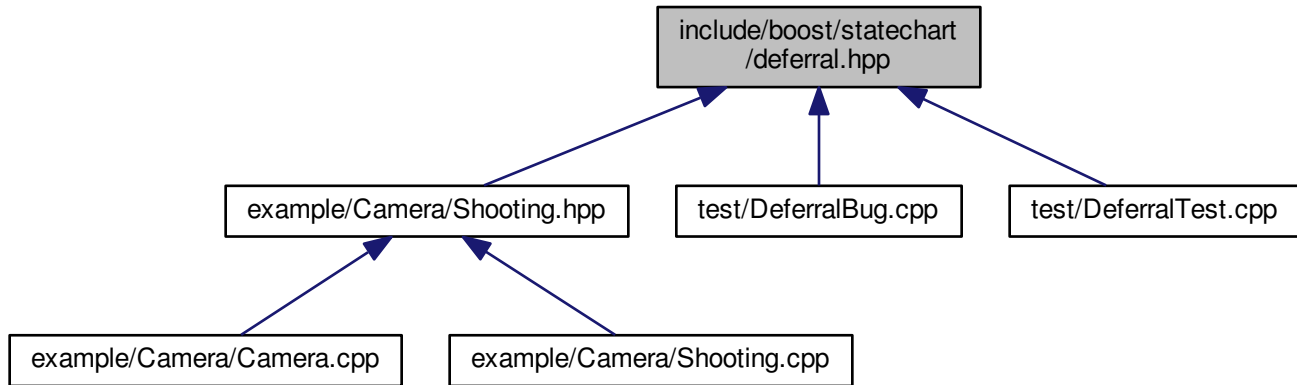 include/boost/statechart
/deferral.hpp
example/Camera/Shooting.hpp
test/DeferralBug.cpp
test/DeferralTest.cpp
example/Camera/Camera.cpp
example/Camera/Shooting.cpp